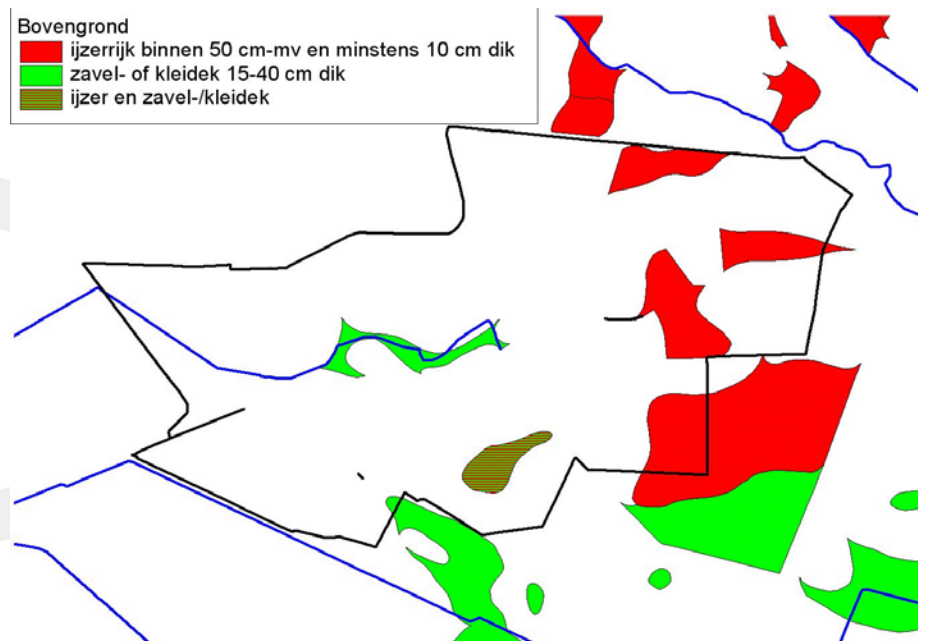 Bovengrond
ijzerrijk binnen 50 cm-mv en minstens 10 cm dik
zavel- of kleidek 15-40 cm dik
ijzer en zavel-/kleidek